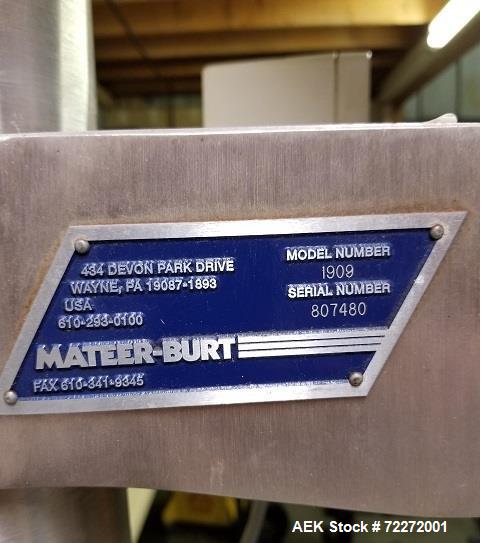 434 DEVON PARK DRIVE
WAYNE, PA 19087-1893
USA
610-293-0100
MODEL NUMBER
1909
SERIAL NUMBER
807480
MATEER-BURT
FAX 610-341-9345
AEK Stock # 72272001